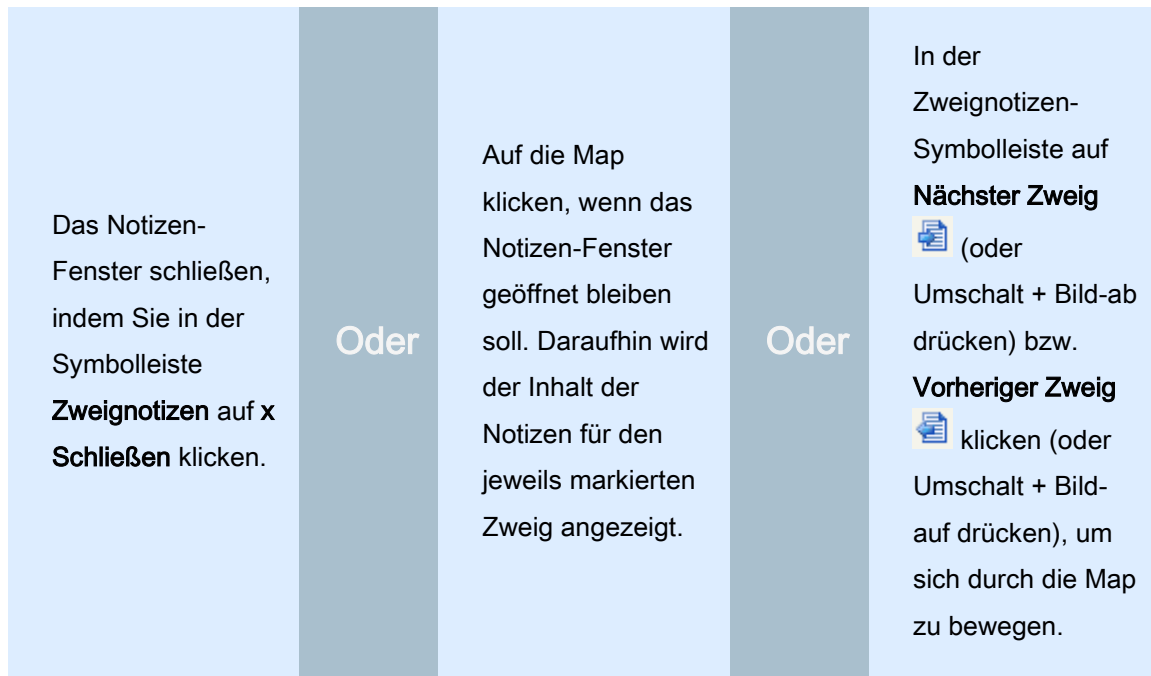 Das Notizen-
Fenster schließen,
indem Sie in der
Symbolleiste
Zweignotizen auf x
Schließen klicken.
Oder
Auf die Map
klicken, wenn das
Notizen-Fenster
geöffnet bleiben
soll. Daraufhin wird
der Inhalt der
Notizen für den
jeweils markierten
Zweig angezeigt.
Oder
In der
Zweignotizen-
Symbolleiste auf
Nächster Zweig
(oder
Umschalt + Bild-ab
drücken) bzw.
Vorheriger Zweig
klicken (oder
Umschalt + Bild-
auf drücken), um
sich durch die Map
zu bewegen.